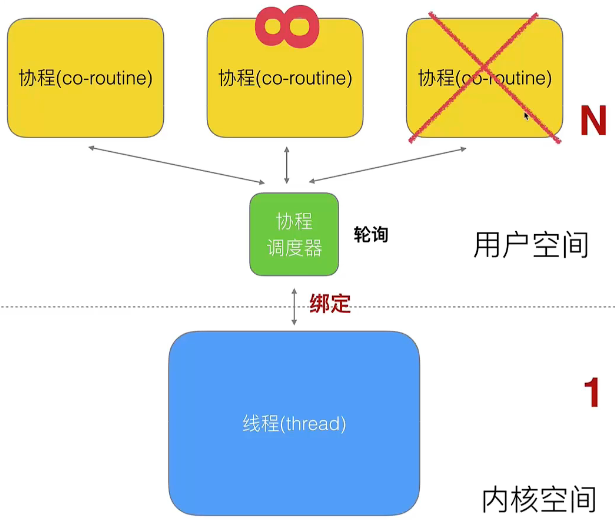 协程(co-routine)
8
协程(co-routine)
协程(co-routine)
N
协程
调度器
轮询
用户空间
绑定
线程(thread)
1
内核空间